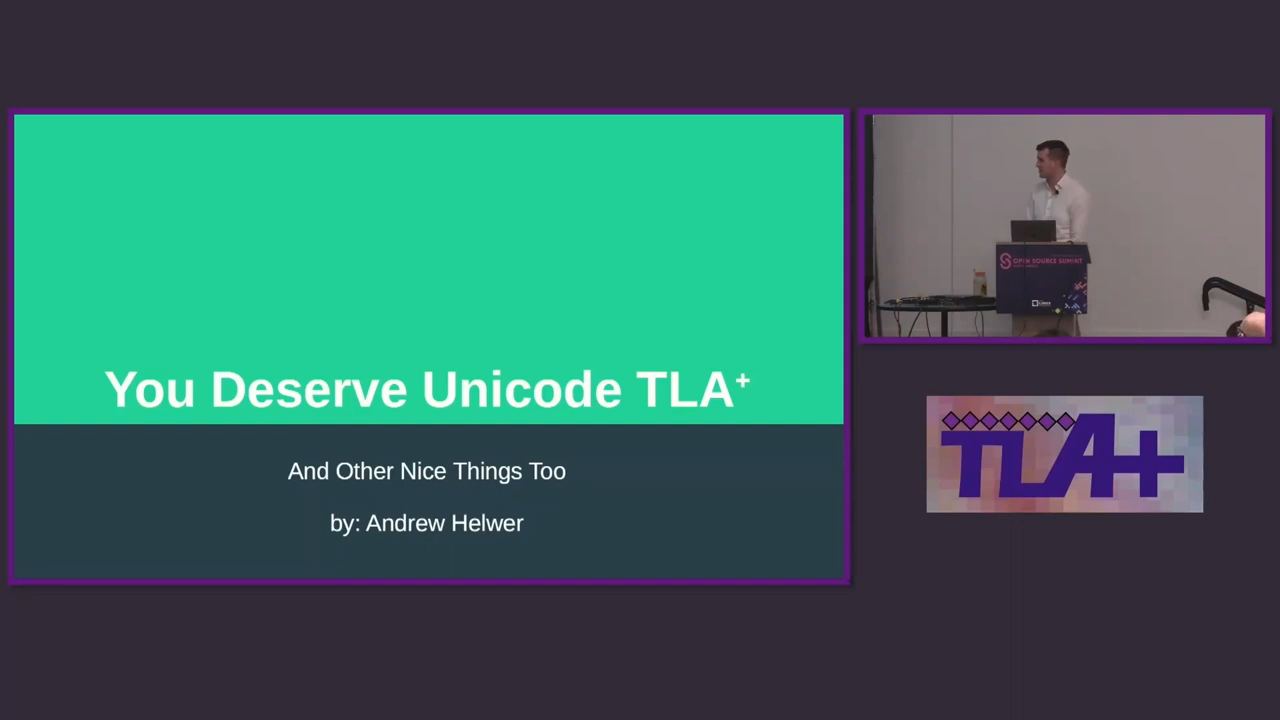 You Deserve Unicode TLA⁺
And Other Nice Things Too
by: Andrew Helwer
OPEN SOURCE SUMMIT
TLA+